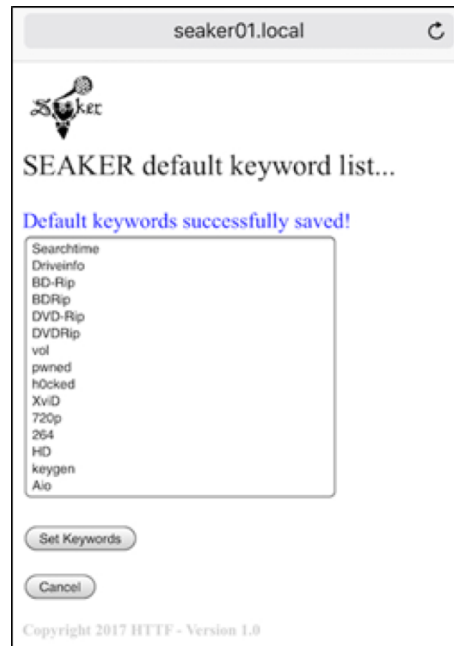 seaker01.local
Seaker
SEAKER default keyword list...
Default keywords successfully saved!
Searchtime
Driveinfo
BD-Rip
BDRip
DVD-Rip
DVDRip
vol
pwned
h0cked
XviD
720p
264
HD
keygen
Aio
Set Keywords
Cancel
Copyright 2017 HTTF - Version 1.0